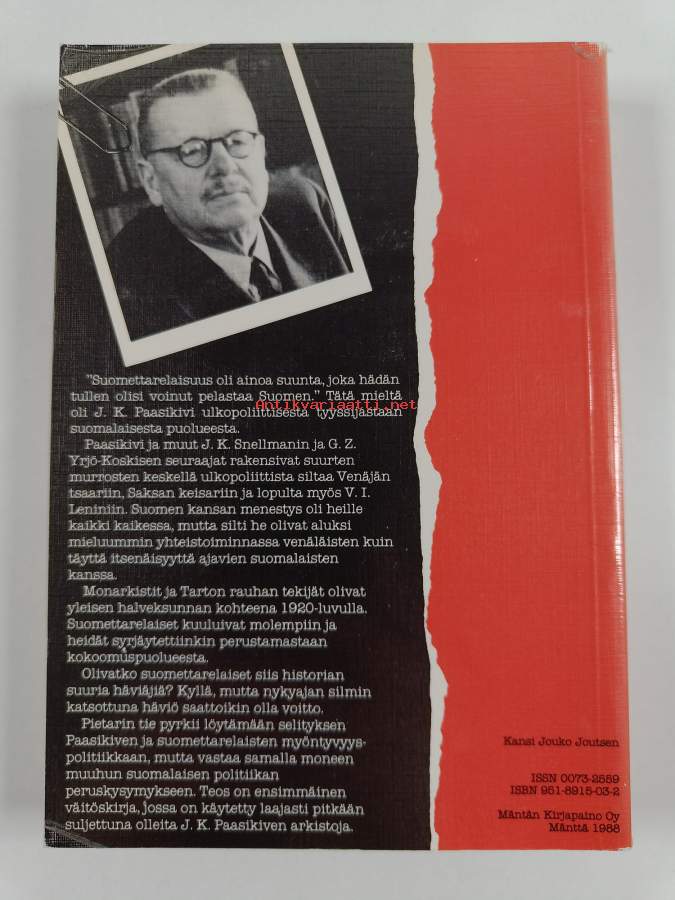 "Suomettarelaisuus oli ainoa suunta, joka hädän
tullen olisi voinut pelastaa Suomen." Tätä mieltä
oli J. K. Paasikivi ulkopoliittisesta tyyssijastaan
suomalaisesta puolueesta.
Antikvariaatti.net
Paasikivi ja muut J. K. Snellmanin ja G. Z.
Yrjö-Koskisen seuraajat rakensivat suurten
murrosten keskellä ulkopoliittista siltaa Venäjän
tsaariin, Saksan keisariin ja lopulta myös V. I.
Leniniin. Suomen kansan menestys oli heille
kaikki kaikessa, mutta silti he olivat aluksi
mieluummin yhteistoiminnassa venäläisten kuin
täyttä itsenäisyyttä ajavien suomalaisten
kanssa.
Monarkistit ja Tarton rauhan tekijät olivat
yleisen halveksunnan kohteena 1920-luvulla.
Suomettarelaiset kuuluivat molempiin ja
heidät syrjäytettiinkin perustamastaan
kokoomuspuolueesta.
Olivatko suomettarelaiset siis historian
suuria häviäjiä? Kyllä, mutta nykyajan silmin
katsottuna häviö saattoikin olla voitto.
Pietarin tie pyrkii löytämään selityksen
Paasikiven ja suomettarelaisten myöntyvyys-
politiikkaan, mutta vastaa samalla moneen
muuhun suomalaisen politiikan
peruskysymykseen. Teos on ensimmäinen
väitöskirja, jossa on käytetty laajasti pitkään
suljettuna olleita J. K. Paasikiven arkistoja.
Kansi Jouko Joutsen
ISSN 0073-2559
ISBN 951-8915-03-2
Mäntän Kirjapaino Oy
Mänttä 1988